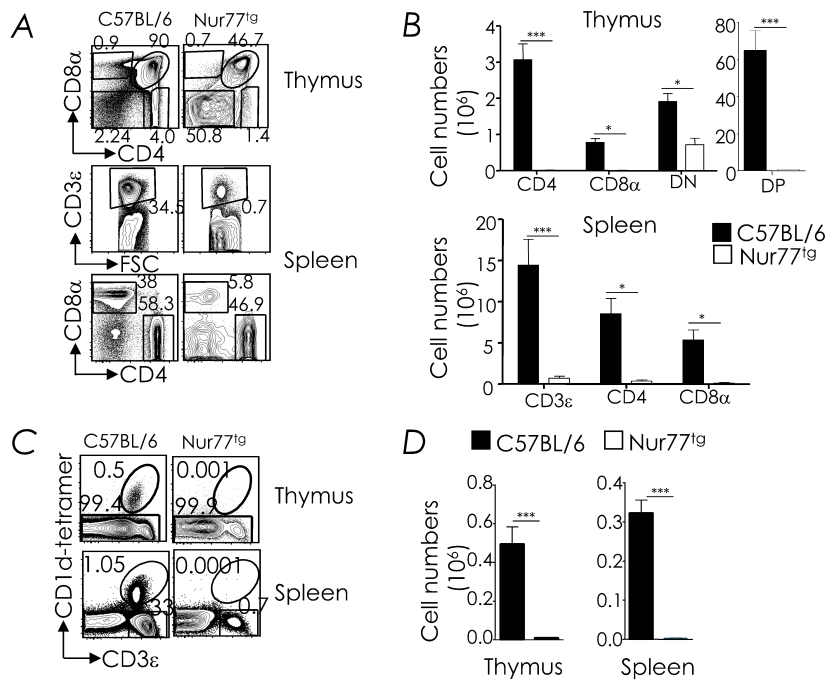 A
C57BL/6 Nur77tg
0.9 90 0.7 46.7
CD8α
Thymus
2.24 4.0 50.8 1.4
CD4
CD3ε
34.5 0.7
FSC
Spleen
38 5.8
58.3 46.9
CD8α
CD4
B
Thymus
Cell numbers
(10⁶)
4
3
2
1
0
*** * *
CD4 CD8α DN
80
60
40
20
0
***
DP
Spleen
C57BL/6
Nur77tg
Cell numbers
(10⁶)
20
15
10
5
0
*** * *
CD3ε CD4 CD8α
C
C57BL/6 Nur77tg
CD1d-tetramer
0.5 0.001
99.4 99.9
Thymus
1.05 0.0001
33 0.7
Spleen
CD3ε
D
C57BL/6 Nur77tg
Cell numbers
(10⁶)
0.8
0.6
0.4
0.2
0.0
***
Thymus
0.4
0.3
0.2
0.1
0.0
***
Spleen